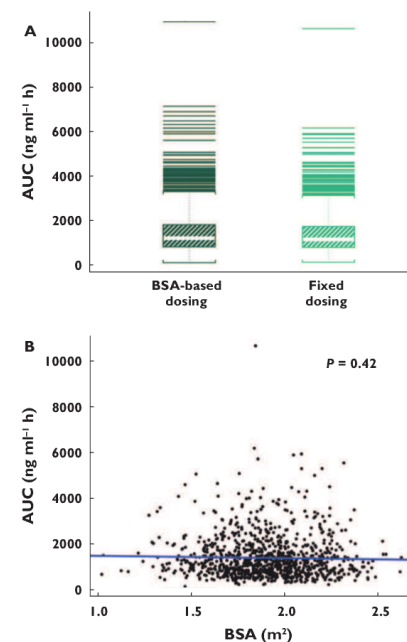 A
10000
8000
6000
4000
2000
0
AUC (ng ml⁻¹ h)
BSA-based
dosing
Fixed
dosing
B
P = 0.42
10000
8000
6000
4000
2000
0
AUC (ng ml⁻¹ h)
1.0 1.5 2.0 2.5
BSA (m²)